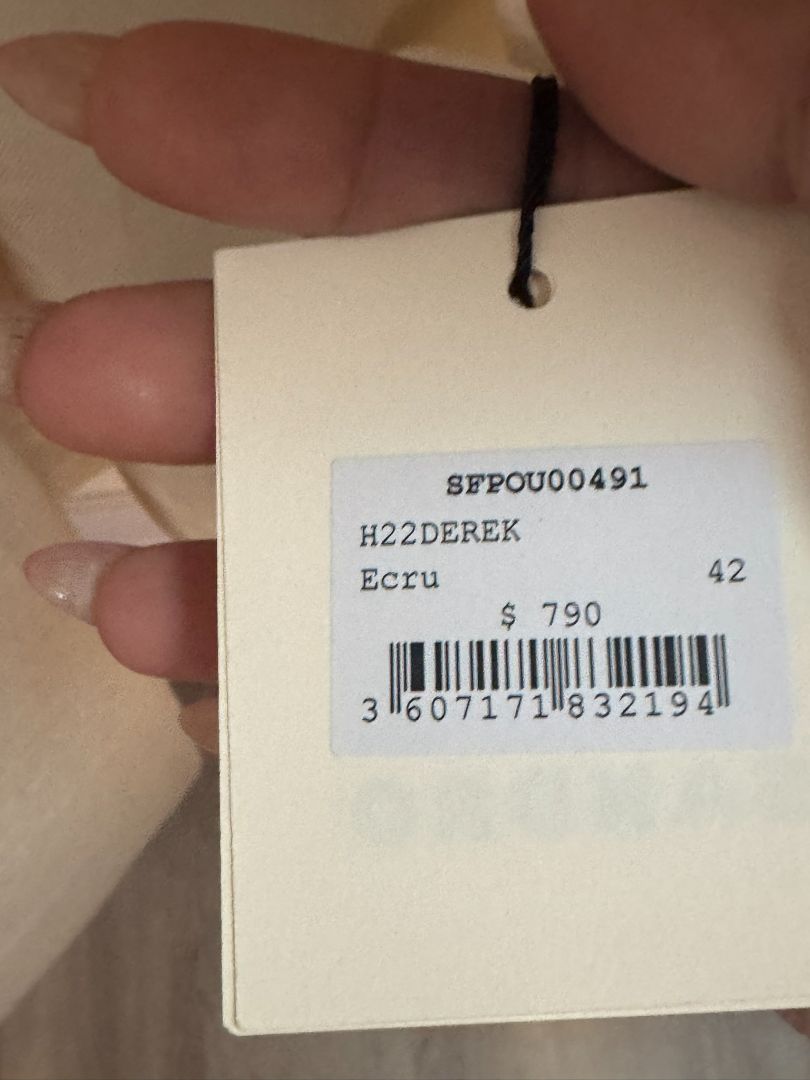 SFPOU00491
H22DEREK
Ecru 42
$ 790
3 607171 832194